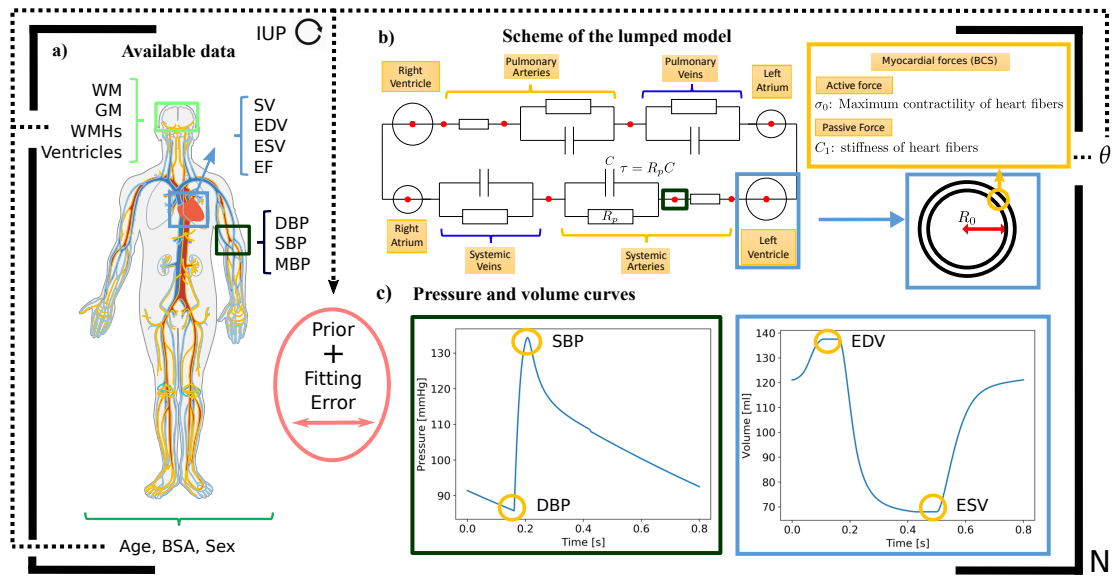 IUP
a)
Available data
WM
GM
WMHs
Ventricles
SV
EDV
ESV
EF
DBP
SBP
MBP
Age, BSA, Sex
Prior
+
Fitting
Error
b)
Scheme of the lumped model
Right
Ventricle
Pulmonary
Arteries
Pulmonary
Veins
Left
Atrium
C
τ = RₚC
Rₚ
Right
Atrium
Systemic
Veins
Systemic
Arteries
Left
Ventricle
Myocardial forces (BCS)
Active force
σ₀: Maximum contractility of heart fibers
Passive Force
C₁: stiffness of heart fibers
θ
R₀
c)
Pressure and volume curves
Pressure [mmHg]
130
120
110
100
90
SBP
DBP
0.0 0.2 0.4 0.6 0.8
Time [s]
Volume [ml]
140
130
120
110
100
90
80
70
EDV
ESV
0.0 0.2 0.4 0.6 0.8
Time [s]
N